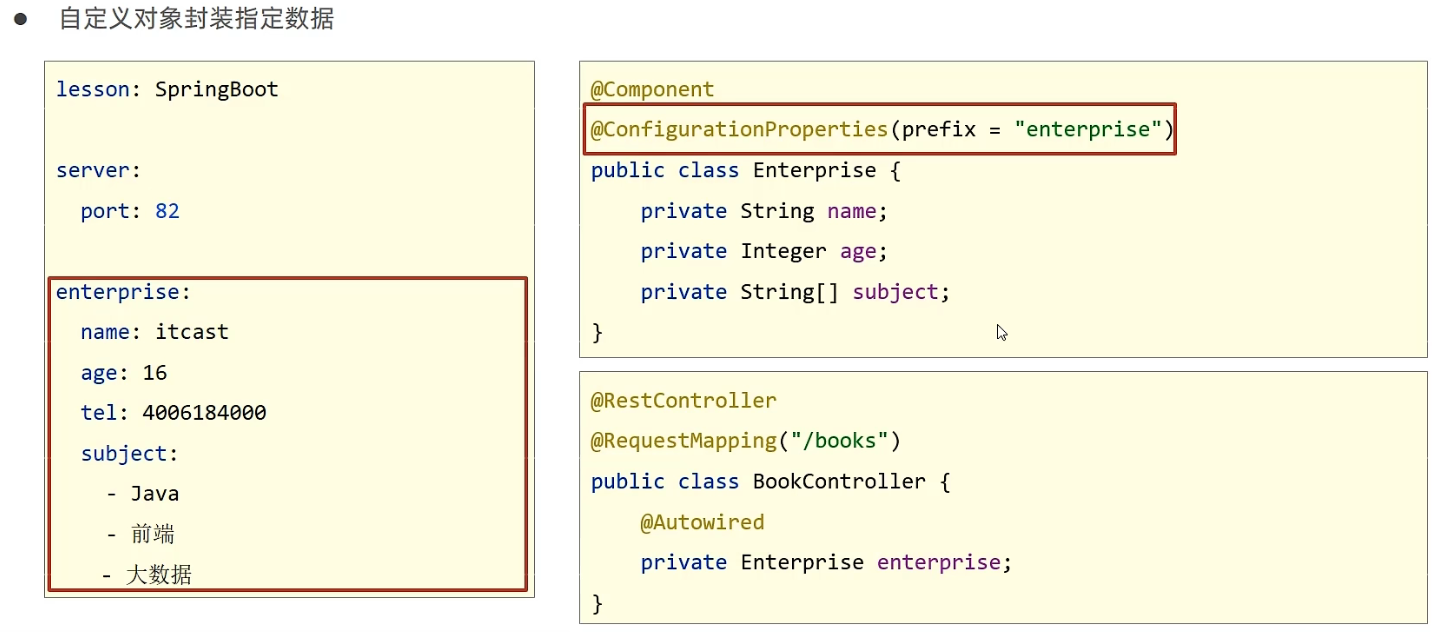 ● 自定义对象封装指定数据
lesson: SpringBoot

server:
  port: 82

enterprise:
  name: itcast
  age: 16
  tel: 4006184000
  subject:
    - Java
    - 前端
    - 大数据
@Component
@ConfigurationProperties(prefix = "enterprise")
public class Enterprise {
    private String name;
    private Integer age;
    private String[] subject;
}
@RestController
@RequestMapping("/books")
public class BookController {
    @Autowired
    private Enterprise enterprise;
}